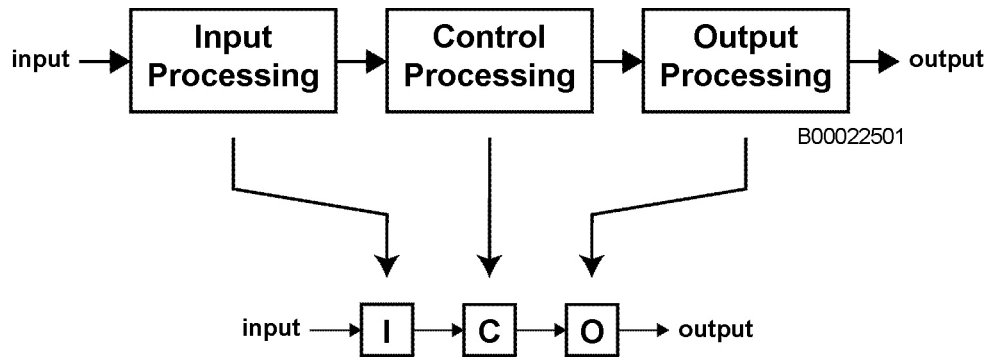 input
Input
Processing
Control
Processing
Output
Processing
output
B00022501
input
I
C
O
output